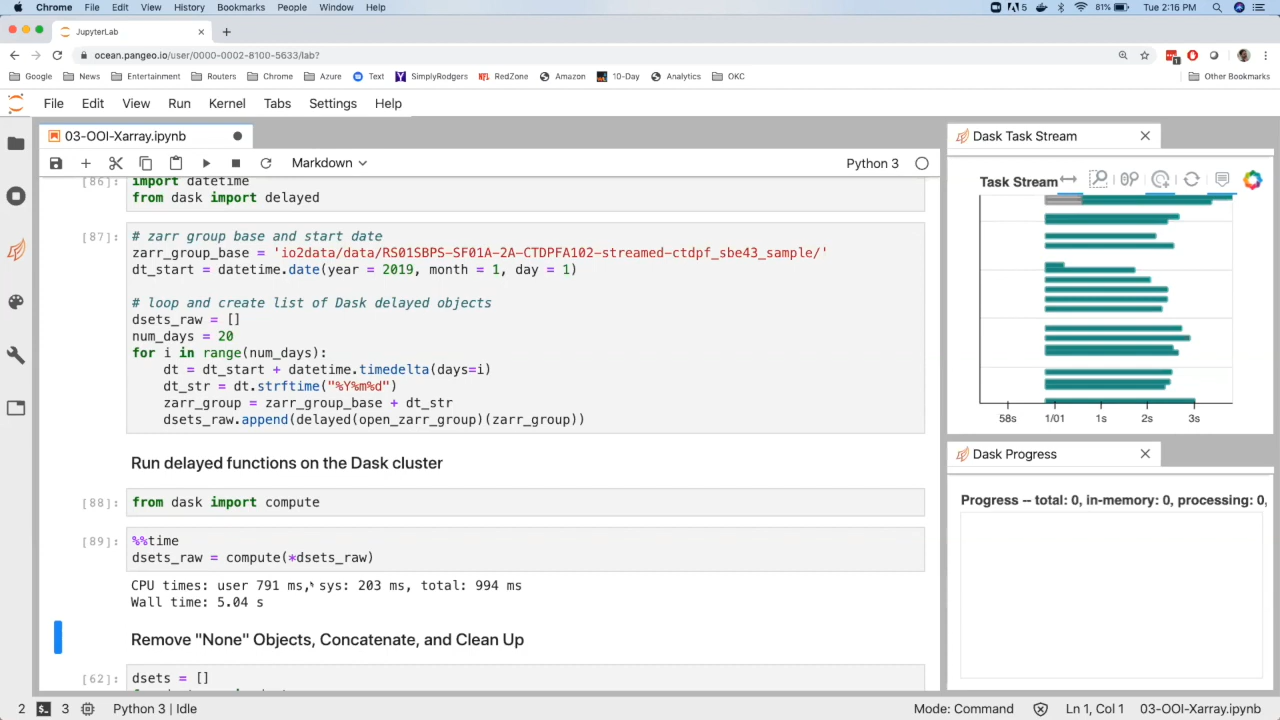 Chrome File Edit View History Bookmarks People Window Help 5 81% Tue 2:16 PM
JupyterLab
ocean.pangeo.io/user/0000-0002-8100-5633/lab?
Google News Entertainment Routers Chrome Azure Text SimplyRodgers RedZone Amazon 10-Day Analytics OKC Other Bookmarks
File Edit View Run Kernel Tabs Settings Help
03-OOI-Xarray.ipynb
Markdown Python 3
[86]: import datetime
from dask import delayed
[87]: # zarr group base and start date
zarr_group_base = 'io2data/data/RS01SBPS-SF01A-2A-CTDPFA102-streamed-ctdpf_sbe43_sample/'
dt_start = datetime.date(year = 2019, month = 1, day = 1)
# loop and create list of Dask delayed objects
dsets_raw = []
num_days = 20
for i in range(num_days):
dt = dt_start + datetime.timedelta(days=i)
dt_str = dt.strftime("%Y%m%d")
zarr_group = zarr_group_base + dt_str
dsets_raw.append(delayed(open_zarr_group)(zarr_group))
Run delayed functions on the Dask cluster
[88]: from dask import compute
[89]: %%time
dsets_raw = compute(*dsets_raw)
CPU times: user 791 ms, sys: 203 ms, total: 994 ms
Wall time: 5.04 s
Remove "None" Objects, Concatenate, and Clean Up
[62]: dsets = []
Dask Task Stream
Task Stream
58s 1/01 1s 2s 3s
Dask Progress
Progress -- total: 0, in-memory: 0, processing: 0,
2 3 Python 3 | Idle Mode: Command Ln 1, Col 1 03-OOI-Xarray.ipynb